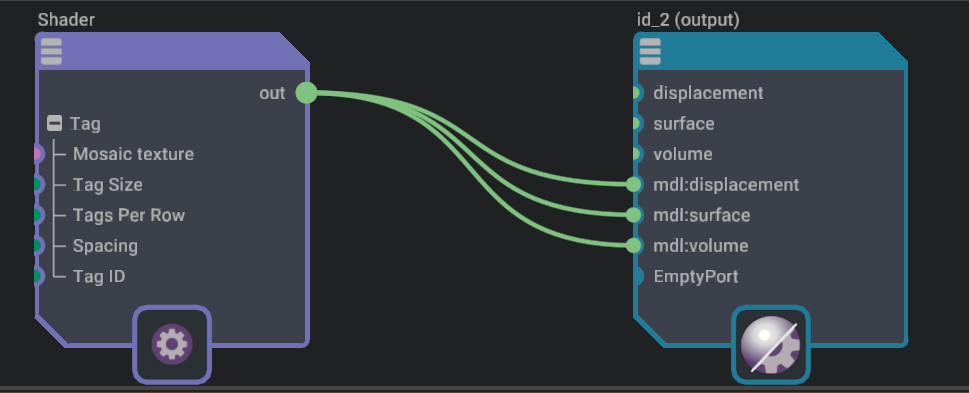 Shader
out
Tag
Mosaic texture
Tag Size
Tags Per Row
Spacing
Tag ID
id_2 (output)
displacement
surface
volume
mdl:displacement
mdl:surface
mdl:volume
EmptyPort